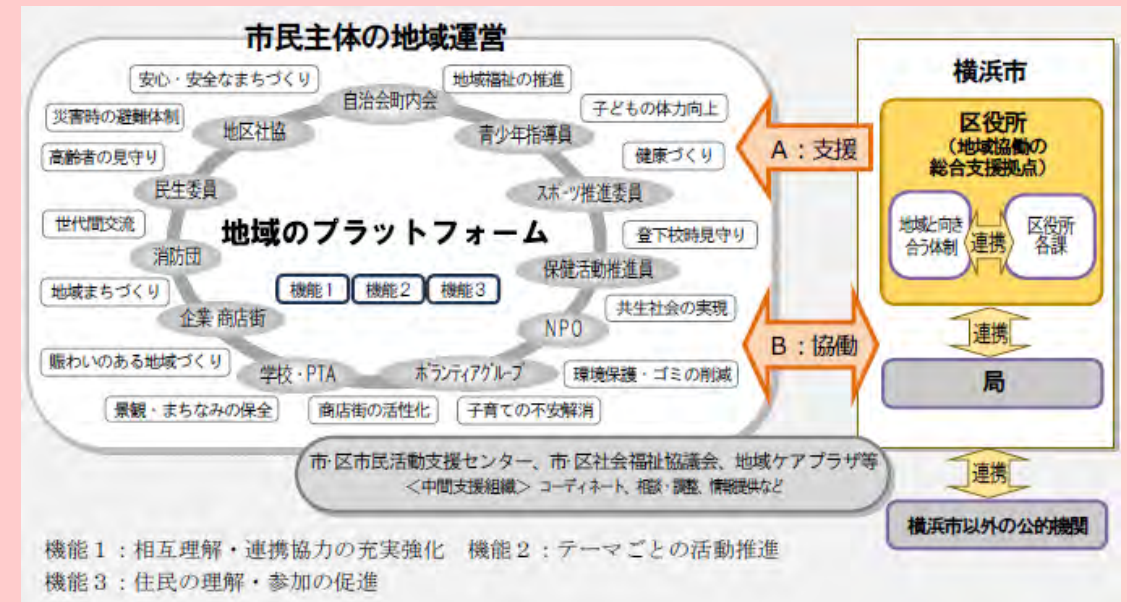 市民主体の地域運営
安心・安全なまちづくり
地域福祉の推進
自治会町内会
子どもの体力向上
災害時の避難体制
地区社協
青少年指導員
高齢者の見守り
健康づくり
民生委員
スポーツ推進委員
世代間交流
地域のプラットフォーム
登下校時見守り
消防団
保健活動推進員
地域まちづくり
機能1
機能2
機能3
共生社会の実現
企業 商店街
NPO
賑わいのある地域づくり
学校・PTA
ボランティアグループ
環境保護・ゴミの削減
景観・まちなみの保全
商店街の活性化
子育ての不安解消
市・区市民活動支援センター、市・区社会福祉協議会、地域ケアプラザ等
<中間支援組織> コーディネート、相談・調整、情報提供など
A:支援
B:協働
横浜市
区役所
(地域協働の
総合支援拠点)
地域と向き
合う体制
連携
区役所
各課
連携
局
連携
横浜市以外の公的機関
機能1:相互理解・連携協力の充実強化 機能2:テーマごとの活動推進
機能3:住民の理解・参加の促進